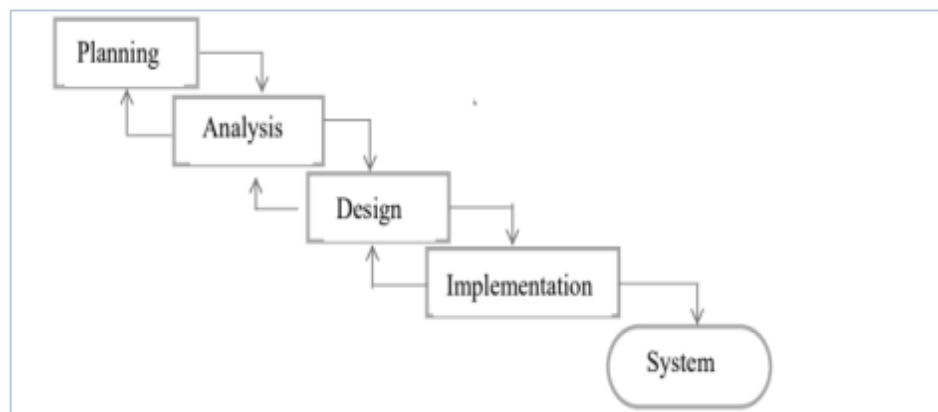 Planning
Analysis
Design
Implementation
System